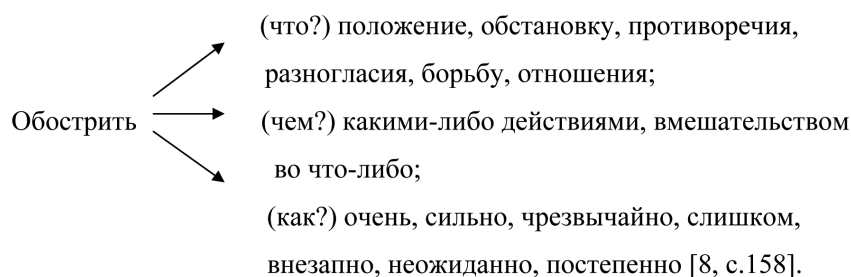 (что?) положение, обстановку, противоречия,
разногласия, борьбу, отношения;
Обострить
(чем?) какими-либо действиями, вмешательством
во что-либо;
(как?) очень, сильно, чрезвычайно, слишком,
внезапно, неожиданно, постепенно [8, с.158].